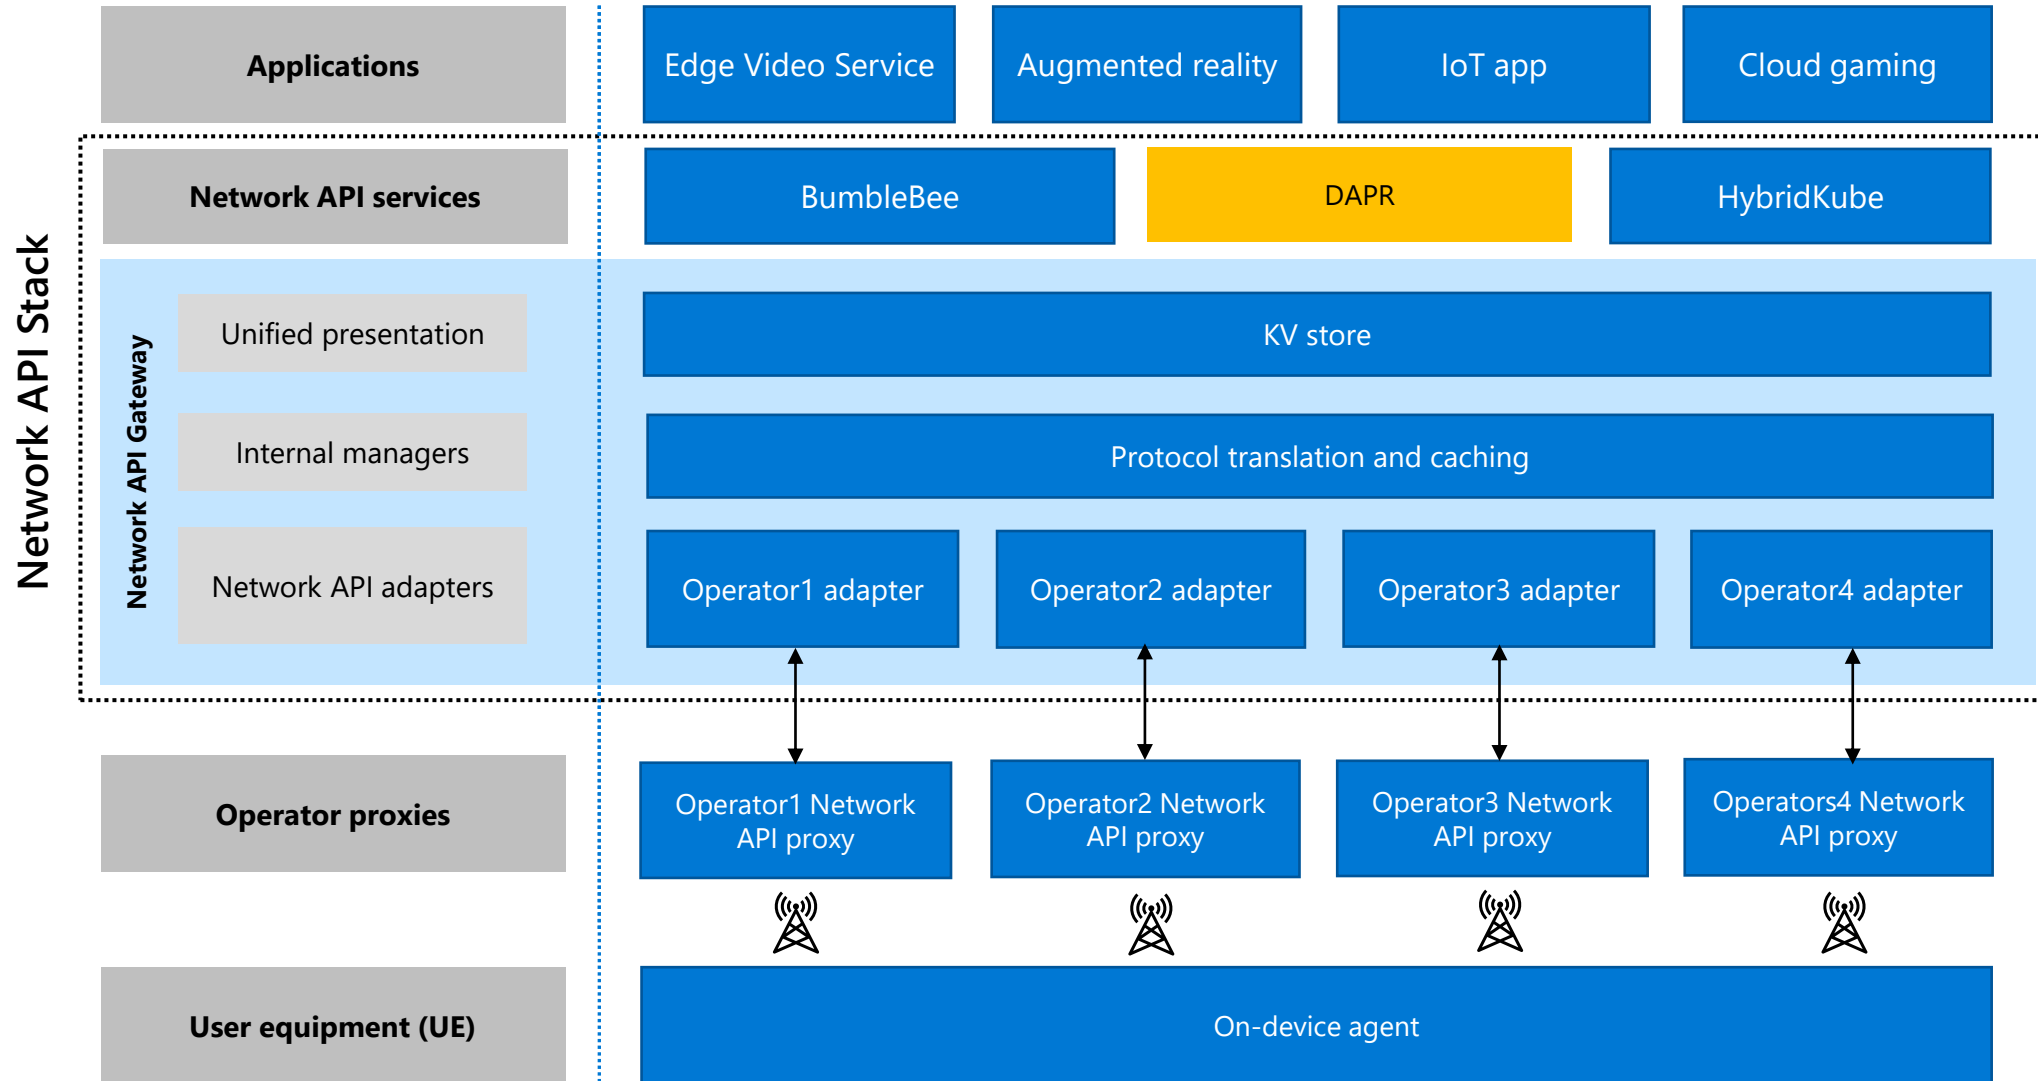 Applications
Edge Video Service
Augmented reality
IoT app
Cloud gaming
Network API Stack
Network API services
BumbleBee
DAPR
HybridKube
Network API Gateway
Unified presentation
KV store
Internal managers
Protocol translation and caching
Network API adapters
Operator1 adapter
Operator2 adapter
Operator3 adapter
Operator4 adapter
Operator proxies
Operator1 Network
API proxy
Operator2 Network
API proxy
Operator3 Network
API proxy
Operators4 Network
API proxy
User equipment (UE)
On-device agent